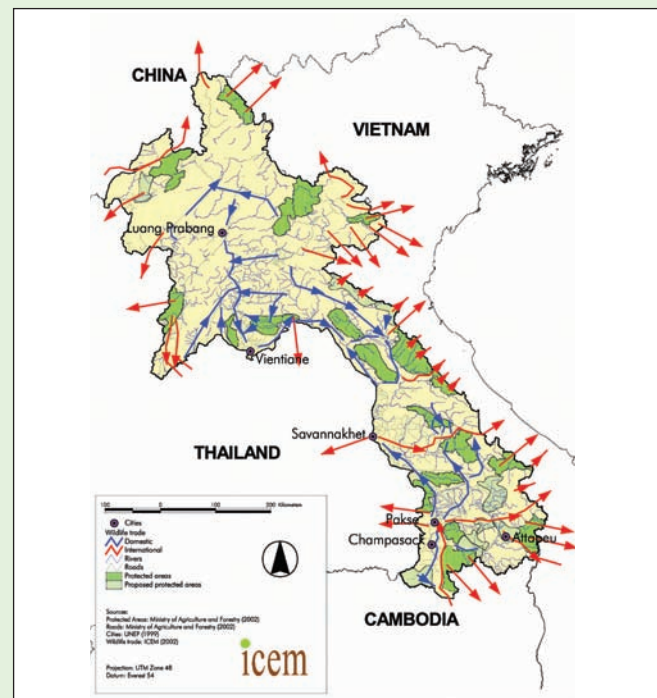 CHINA
VIETNAM
Luang Prabang
Vientiane
Savannakhet
THAILAND
Pakse
Champasack
Attapeu
CAMBODIA
100 0 100 200 Kilometers
Cities
Wildlife trade
Domestic
International
Rivers
Roads
Protected areas
Proposed protected areas
Sources:
Protected Areas: Ministry of Agriculture and Forestry (2002)
Roads: Ministry of Agriculture and Forestry (2002)
Cities: UNEP (1999)
Wildlife trade: ICEM (2002)
Projection: UTM Zone 48
Datum: Everest 54
icem